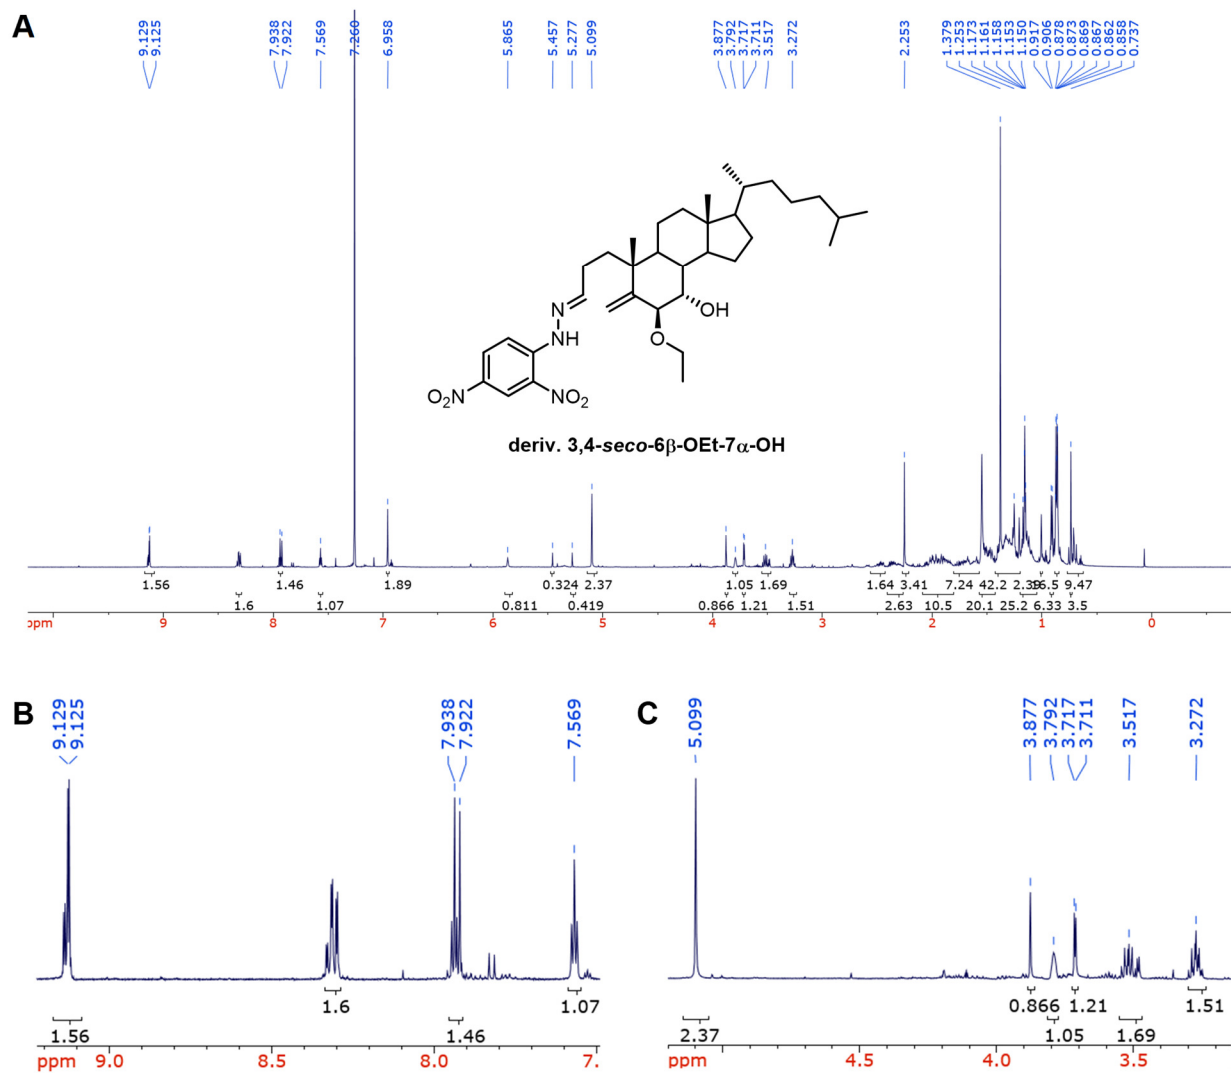 A
9.129
9.125
7.938
7.922
7.569
7.260
6.958
5.865
5.457
5.277
5.099
3.877
3.792
3.717
3.711
3.517
3.272
2.253
1.379
1.253
1.173
1.161
1.158
1.153
1.150
0.917
0.906
0.878
0.873
0.869
0.867
0.862
0.858
0.737
N
NH
O₂N
NO₂
OH
O
deriv. 3,4-seco-6β-OEt-7α-OH
1.56 1.46 1.89 0.324 2.37 1.05 1.69 1.64 3.41 7.24 42.2 9.47
1.6 1.07 0.811 0.419 0.866 1.21 1.51 2.63 10.5 20.1 25.2 6.33 3.5
ppm 9 8 7 6 5 4 3 2 1 0
B
9.129
9.125
7.938
7.922
7.569
1.6 1.07
1.56 1.46
ppm 9.0 8.5 8.0 7.
C
5.099
3.877
3.792
3.717
3.711
3.517
3.272
0.866 1.21 1.51
2.37 1.05 1.69
ppm 4.5 4.0 3.5